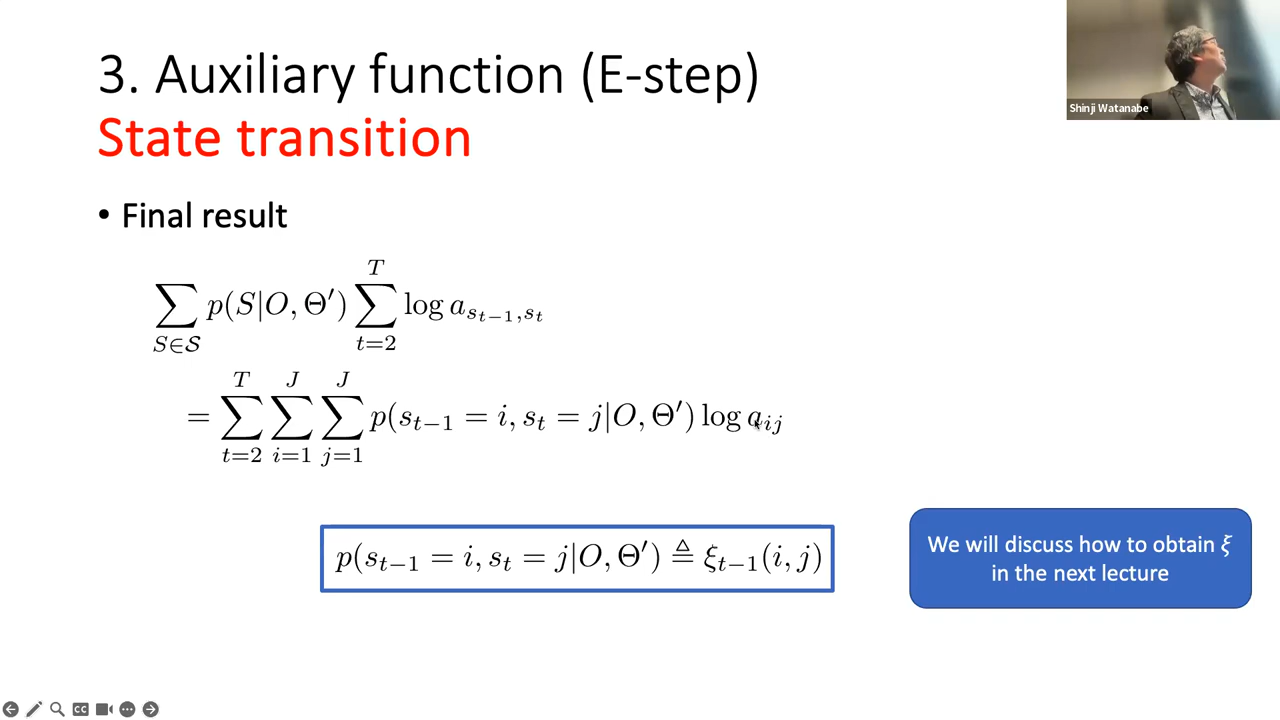 3. Auxiliary function (E-step)
State transition
• Final result
∑_{S∈𝒮} p(S|O, Θ′) ∑_{t=2}^{T} log a_{s_{t−1},s_t}
= ∑_{t=2}^{T} ∑_{i=1}^{J} ∑_{j=1}^{J} p(s_{t−1} = i, s_t = j|O, Θ′) log a_{ij}
p(s_{t−1} = i, s_t = j|O, Θ′) ≜ ξ_{t−1}(i, j)
We will discuss how to obtain ξ
in the next lecture
Shinji Watanabe
CC